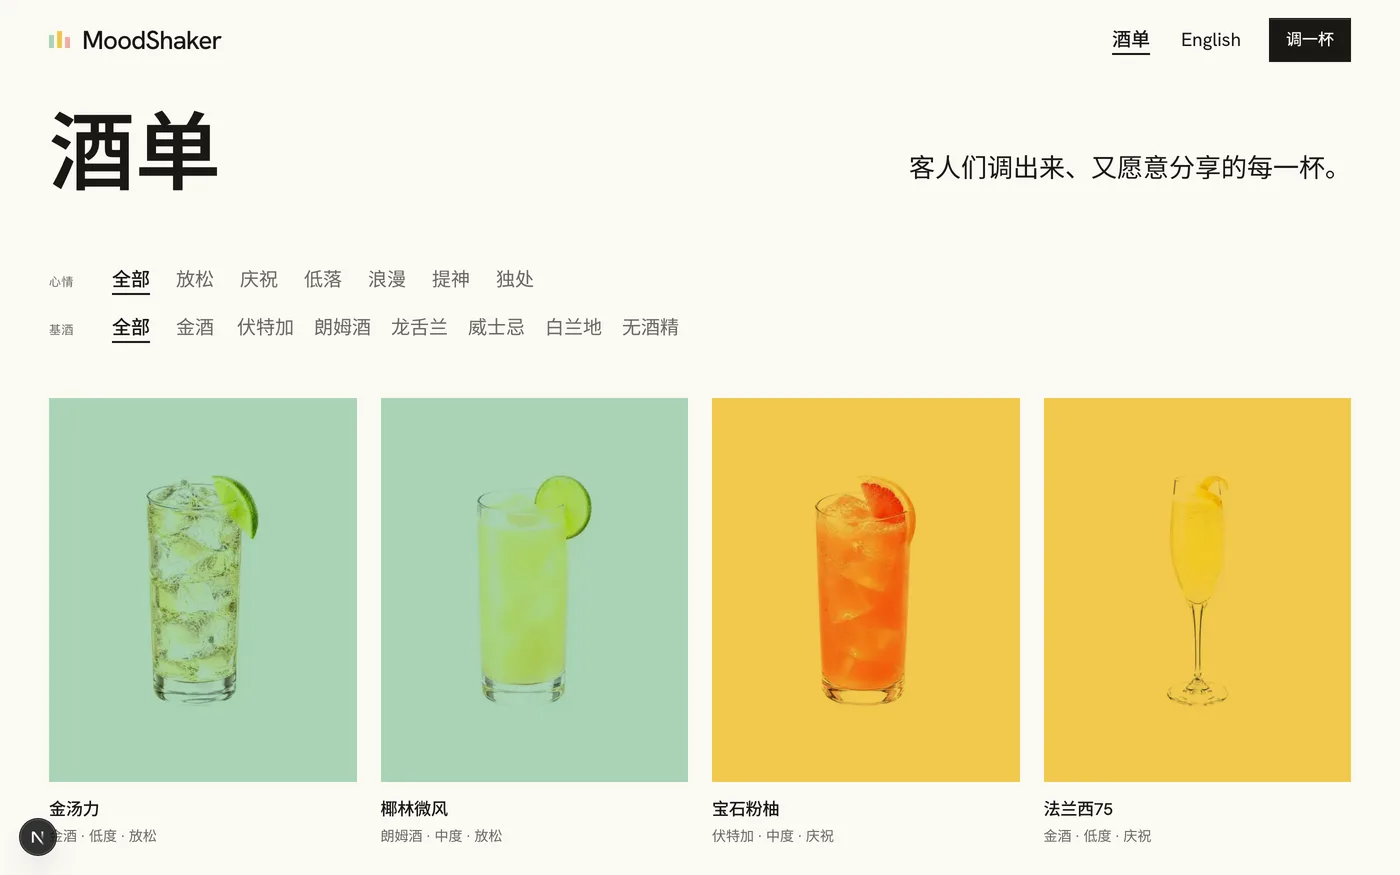 MoodShaker
酒单 English 调一杯
酒单
客人们调出来、又愿意分享的每一杯。
心情 全部 放松 庆祝 低落 浪漫 提神 独处
基酒 全部 金酒 伏特加 朗姆酒 龙舌兰 威士忌 白兰地 无酒精
金汤力
金酒 · 低度 · 放松
椰林微风
朗姆酒 · 中度 · 放松
宝石粉柚
伏特加 · 中度 · 庆祝
法兰西75
金酒 · 低度 · 庆祝
N